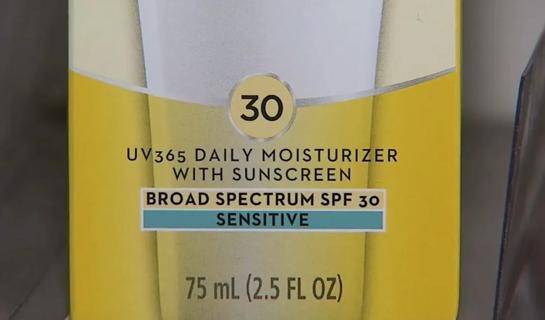 30
UV365 DAILY MOISTURIZER
WITH SUNSCREEN
BROAD SPECTRUM SPF 30
SENSITIVE
75 mL (2.5 FL OZ)